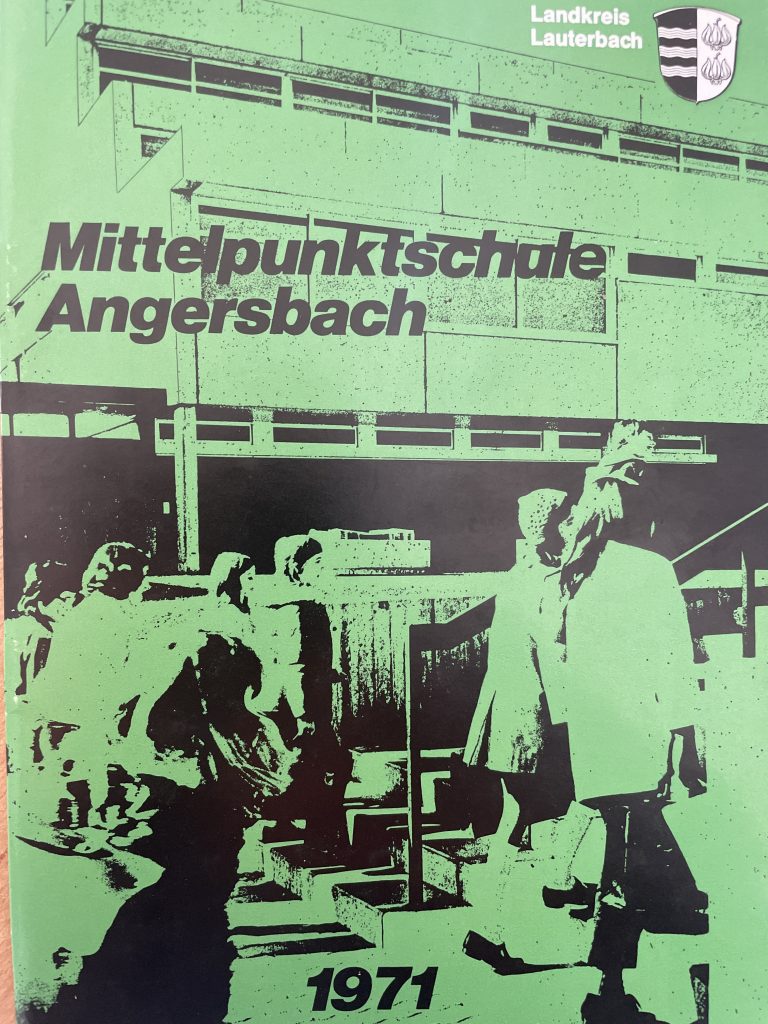 Landkreis
Lauterbach
Mittelpunktschule
Angersbach
1971